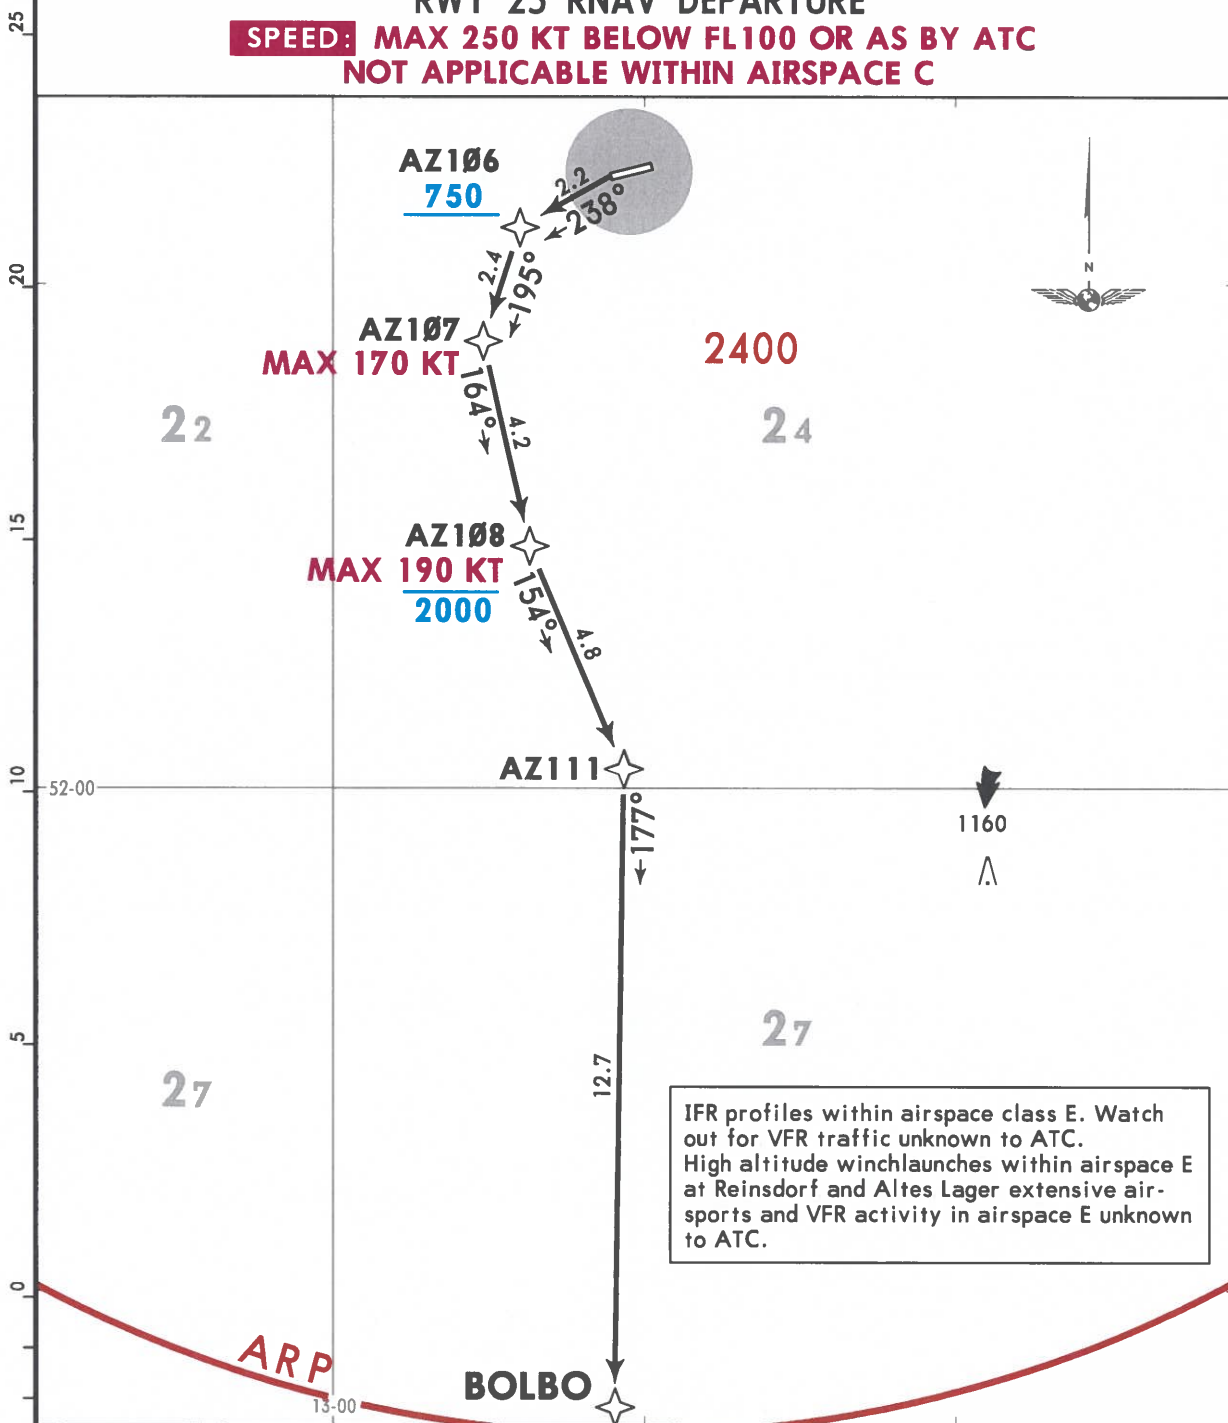 RWY 25 RNAV DEPARTURE
SPEED: MAX 250 KT BELOW FL100 OR AS BY ATC
NOT APPLICABLE WITHIN AIRSPACE C
25
20
15
10
5
0
AZ1Ø6
750
2.2
←238°
2.4
←195°
AZ1Ø7
MAX 170 KT
164°→
4.2
N
2400
22
24
AZ1Ø8
MAX 190 KT
2000
154°→
4.8
AZ111
52-00
←177°
1160
12.7
27
27
IFR profiles within airspace class E. Watch
out for VFR traffic unknown to ATC.
High altitude winchlaunches within airspace E
at Reinsdorf and Altes Lager extensive air-
sports and VFR activity in airspace E unknown
to ATC.
ARP
13-00
BOLBO